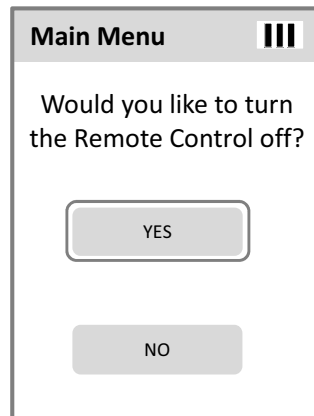 Main Menu
Would you like to turn
the Remote Control off?
YES
NO